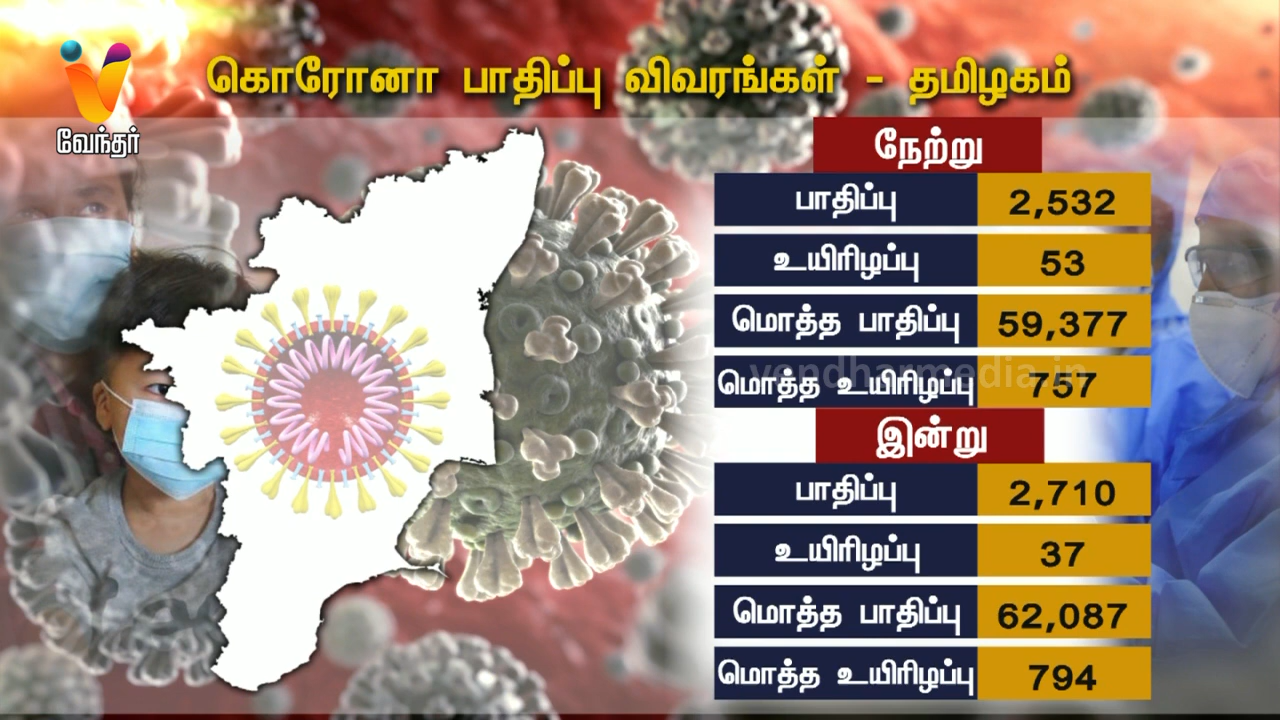 கொரோனா பாதிப்பு விவரங்கள் - தமிழகம்
வேந்தர்
நேற்று
பாதிப்பு 2,532
உயிரிழப்பு 53
மொத்த பாதிப்பு 59,377
மொத்த உயிரிழப்பு 757
vendharmedia.in
இன்று
பாதிப்பு 2,710
உயிரிழப்பு 37
மொத்த பாதிப்பு 62,087
மொத்த உயிரிழப்பு 794